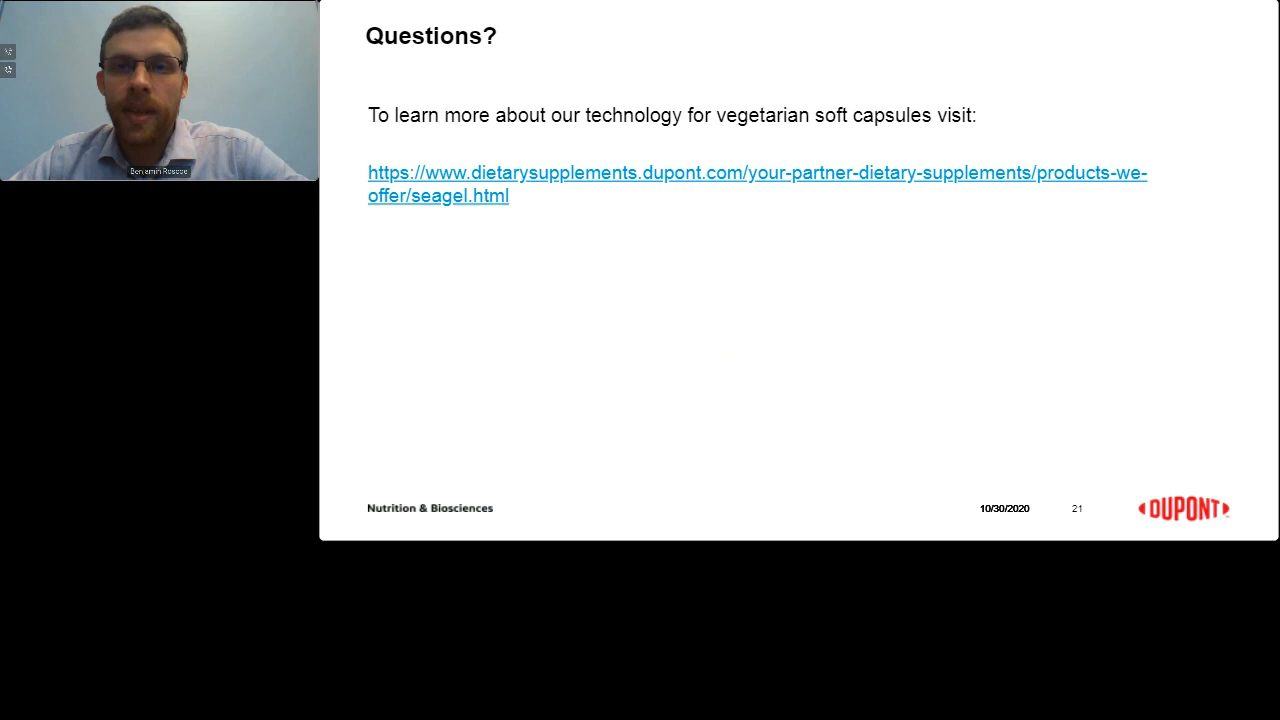 Benjamin Roscoe
Questions?
To learn more about our technology for vegetarian soft capsules visit:
https://www.dietarysupplements.dupont.com/your-partner-dietary-supplements/products-we-
offer/seagel.html
Nutrition & Biosciences
10/30/2020
21
DUPONT